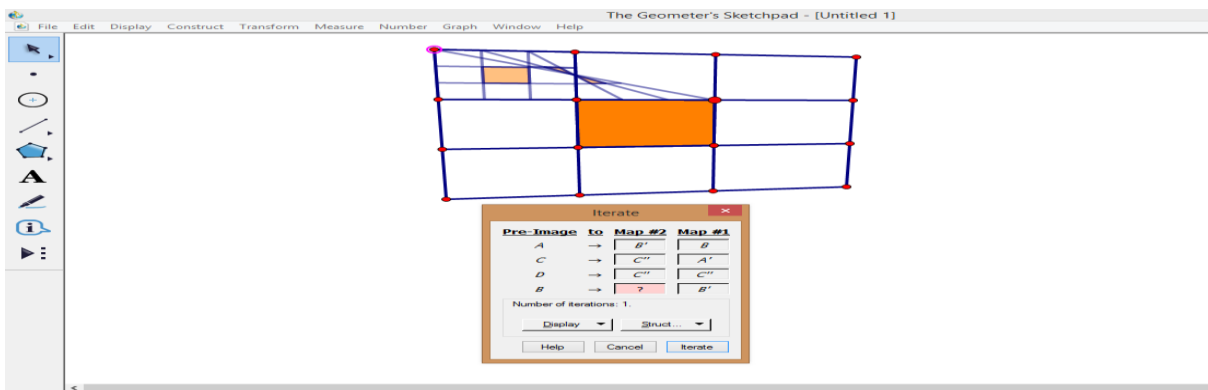 The Geometer's Sketchpad - [Untitled 1]
File Edit Display Construct Transform Measure Number Graph Window Help
A
Iterate
Pre-Image to Map #2 Map #1
A → B' B
C → C'' A'
D → C'' C''
B → ? B'
Number of iterations: 1.
Display Struct...
Help Cancel Iterate